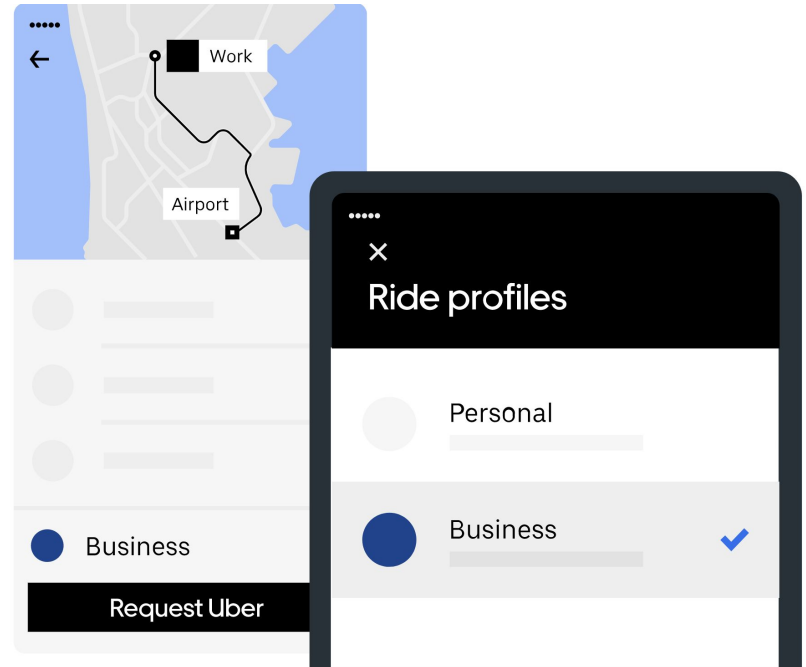 Work
Airport
Business
Request Uber
Ride profiles
Personal
Business